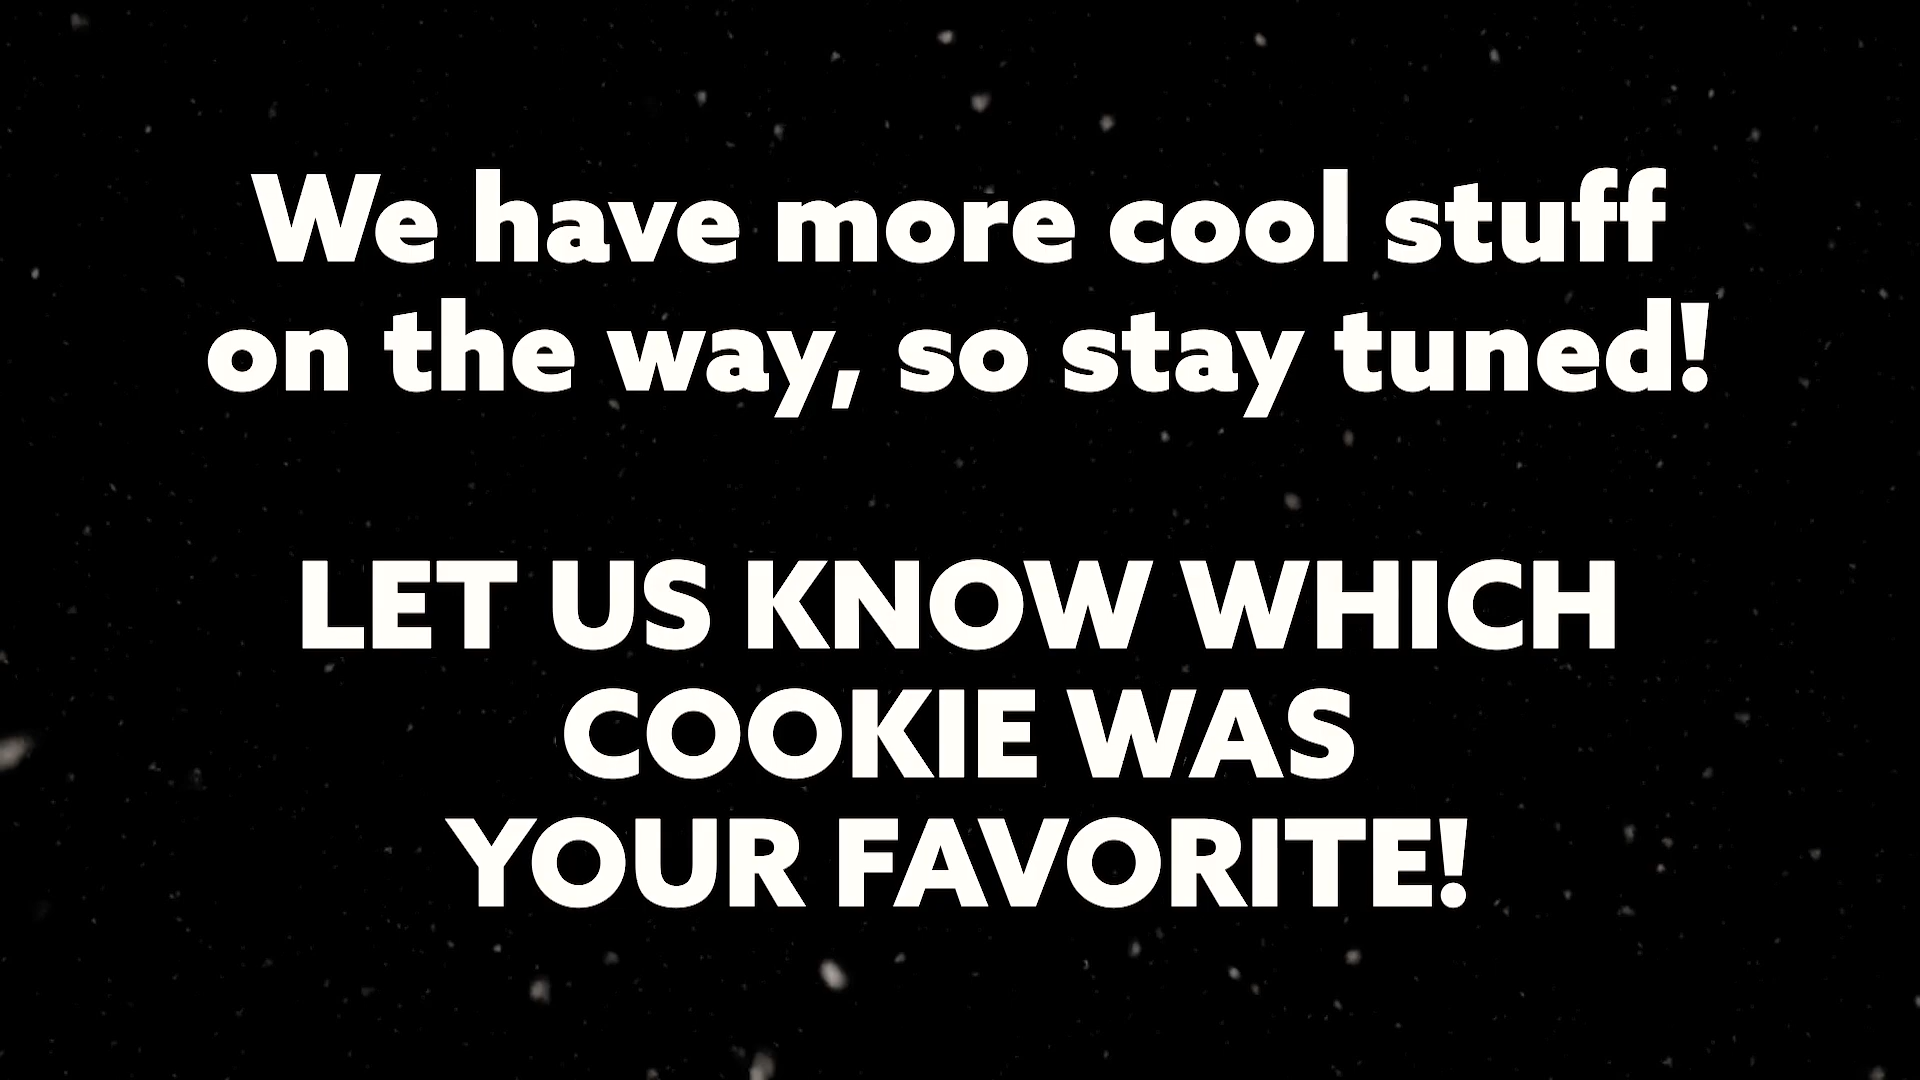 We have more cool stuff
on the way, so stay tuned!
LET US KNOW WHICH
COOKIE WAS
YOUR FAVORITE!